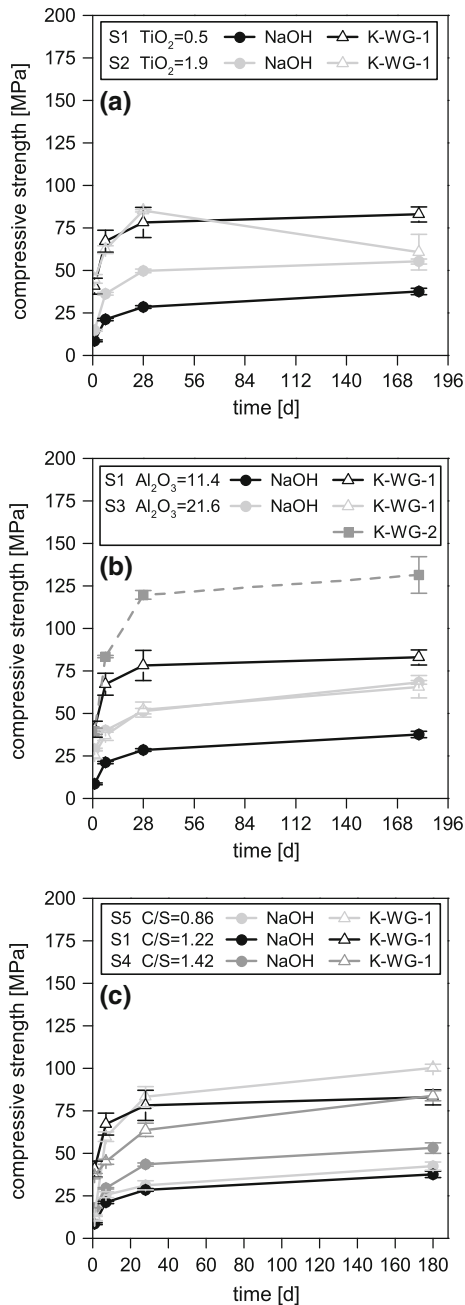 S1 TiO₂=0.5 NaOH K-WG-1
S2 TiO₂=1.9 NaOH K-WG-1
(a)
compressive strength [MPa]
200
175
150
125
100
75
50
25
0
0 28 56 84 112 140 168 196
time [d]
S1 Al₂O₃=11.4 NaOH K-WG-1
S3 Al₂O₃=21.6 NaOH K-WG-1
K-WG-2
(b)
compressive strength [MPa]
200
175
150
125
100
75
50
25
0
0 28 56 84 112 140 168 196
time [d]
S5 C/S=0.86 NaOH K-WG-1
S1 C/S=1.22 NaOH K-WG-1
S4 C/S=1.42 NaOH K-WG-1
(c)
compressive strength [MPa]
200
175
150
125
100
75
50
25
0
0 20 40 60 80 100 120 140 160 180
time [d]